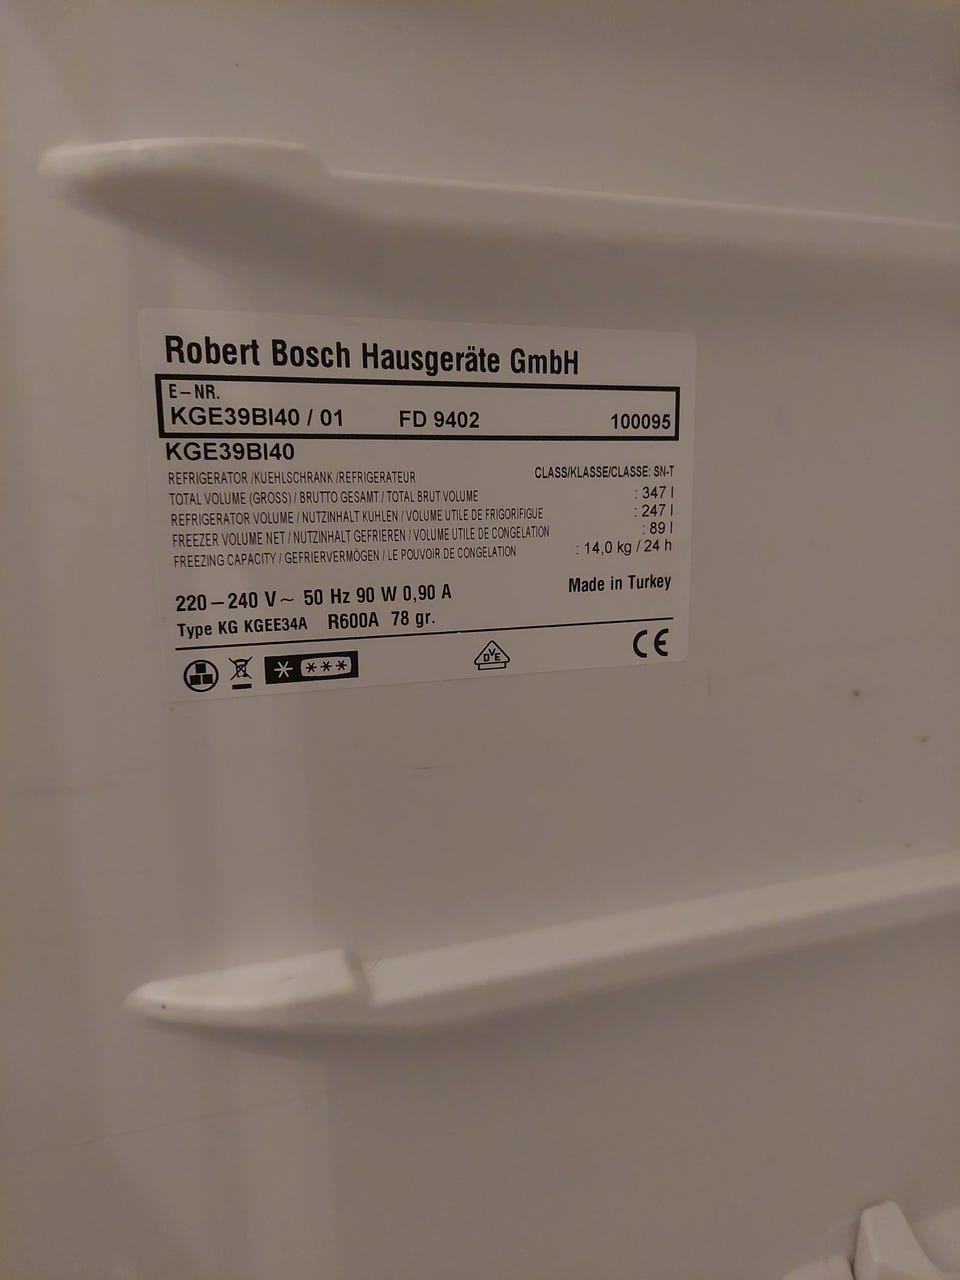 Robert Bosch Hausgeräte GmbH
E-NR.
KGE39BI40 / 01 FD 9402 100095
KGE39BI40
REFRIGERATOR /KUEHLSCHRANK /REFRIGERATEUR CLASS/KLASSE/CLASSE: SN-T
TOTAL VOLUME (GROSS) / BRUTTO GESAMT / TOTAL BRUT VOLUME : 347 l
REFRIGERATOR VOLUME / NUTZINHALT KUHLEN / VOLUME UTILE DE FRIGORIFIGUE : 247 l
FREEZER VOLUME NET / NUTZINHALT GEFRIEREN / VOLUME UTILE DE CONGELATION : 89 l
FREEZING CAPACITY / GEFRIERVERMÖGEN / LE POUVOIR DE CONGELATION : 14,0 kg / 24 h
220-240 V~ 50 Hz 90 W 0,90 A Made in Turkey
Type KG KGEE34A R600A 78 gr.
* *** DVE CE